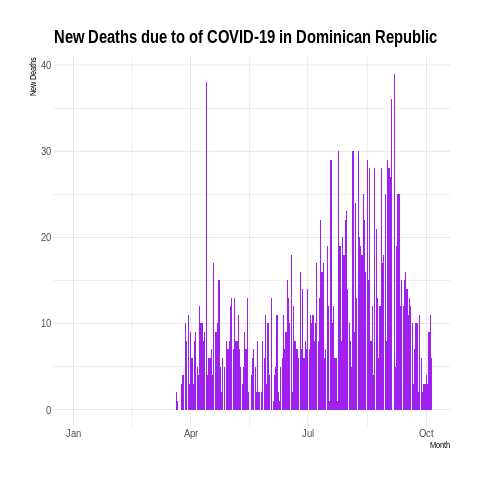 New Deaths due to of COVID-19 in Dominican Republic
New Deaths
40
30
20
10
0
Jan Apr Jul Oct
Month